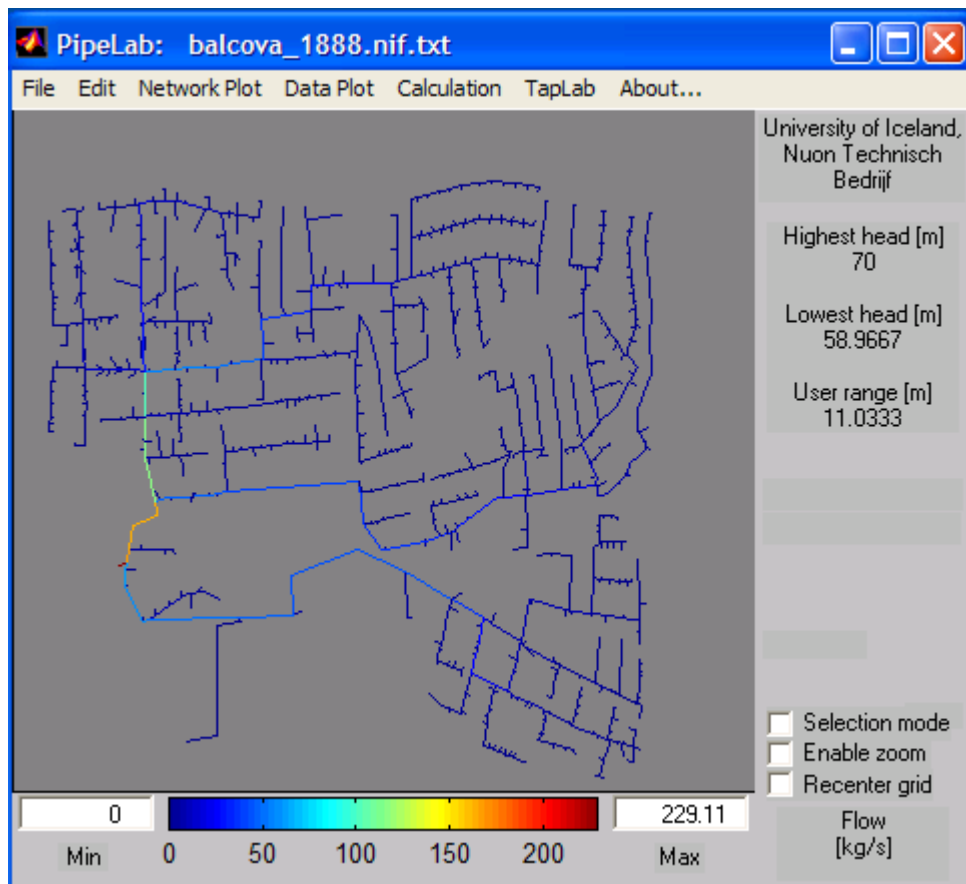 PipeLab: balcova_1888.nif.txt
File Edit Network Plot Data Plot Calculation TapLab About...
University of Iceland,
Nuon Technisch
Bedrijf
Highest head [m]
70
Lowest head [m]
58.9667
User range [m]
11.0333
Selection mode
Enable zoom
Recenter grid
0
229.11
Min
0 50 100 150 200
Max
Flow
[kg/s]